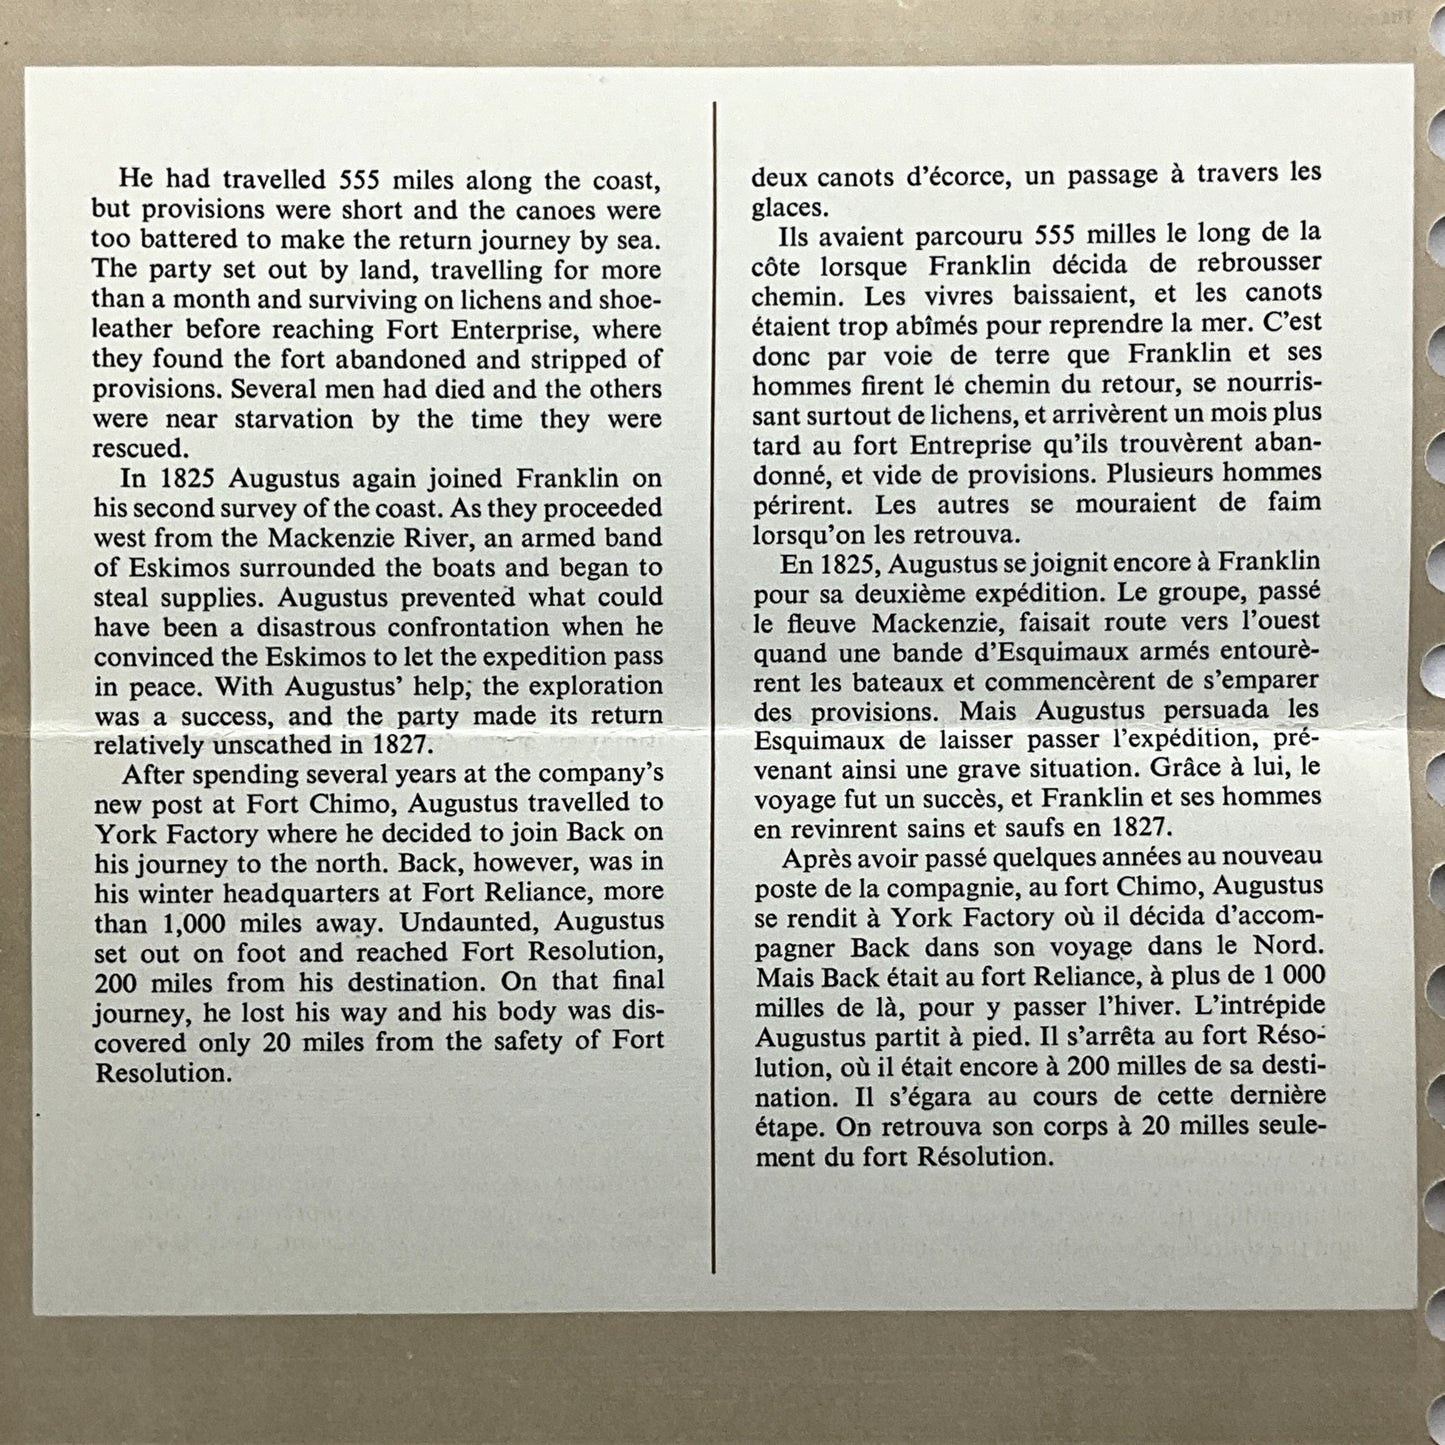 He had travelled 555 miles along the coast,
but provisions were short and the canoes were
too battered to make the return journey by sea.
The party set out by land, travelling for more
than a month and surviving on lichens and shoe-
leather before reaching Fort Enterprise, where
they found the fort abandoned and stripped of
provisions. Several men had died and the others
were near starvation by the time they were
rescued.
In 1825 Augustus again joined Franklin on
his second survey of the coast. As they proceeded
west from the Mackenzie River, an armed band
of Eskimos surrounded the boats and began to
steal supplies. Augustus prevented what could
have been a disastrous confrontation when he
convinced the Eskimos to let the expedition pass
in peace. With Augustus' help, the exploration
was a success, and the party made its return
relatively unscathed in 1827.
After spending several years at the company's
new post at Fort Chimo, Augustus travelled to
York Factory where he decided to join Back on
his journey to the north. Back, however, was in
his winter headquarters at Fort Reliance, more
than 1,000 miles away. Undaunted, Augustus
set out on foot and reached Fort Resolution,
200 miles from his destination. On that final
journey, he lost his way and his body was dis-
covered only 20 miles from the safety of Fort
Resolution.
deux canots d'écorce, un passage à travers les
glaces.
Ils avaient parcouru 555 milles le long de la
côte lorsque Franklin décida de rebrousser
chemin. Les vivres baissaient, et les canots
étaient trop abîmés pour reprendre la mer. C'est
donc par voie de terre que Franklin et ses
hommes firent le chemin du retour, se nourris-
sant surtout de lichens, et arrivèrent un mois plus
tard au fort Entreprise qu'ils trouvèrent aban-
donné, et vide de provisions. Plusieurs hommes
périrent. Les autres se mouraient de faim
lorsqu'on les retrouva.
En 1825, Augustus se joignit encore à Franklin
pour sa deuxième expédition. Le groupe, passé
le fleuve Mackenzie, faisait route vers l'ouest
quand une bande d'Esquimaux armés entourè-
rent les bateaux et commencèrent de s'emparer
des provisions. Mais Augustus persuada les
Esquimaux de laisser passer l'expédition, pré-
venant ainsi une grave situation. Grâce à lui, le
voyage fut un succès, et Franklin et ses hommes
en revinrent sains et saufs en 1827.
Après avoir passé quelques années au nouveau
poste de la compagnie, au fort Chimo, Augustus
se rendit à York Factory où il décida d'accom-
pagner Back dans son voyage dans le Nord.
Mais Back était au fort Reliance, à plus de 1 000
milles de là, pour y passer l'hiver. L'intrépide
Augustus partit à pied. Il s'arrêta au fort Réso-
lution, où il était encore à 200 milles de sa desti-
nation. Il s'égara au cours de cette dernière
étape. On retrouva son corps à 20 milles seule-
ment du fort Résolution.